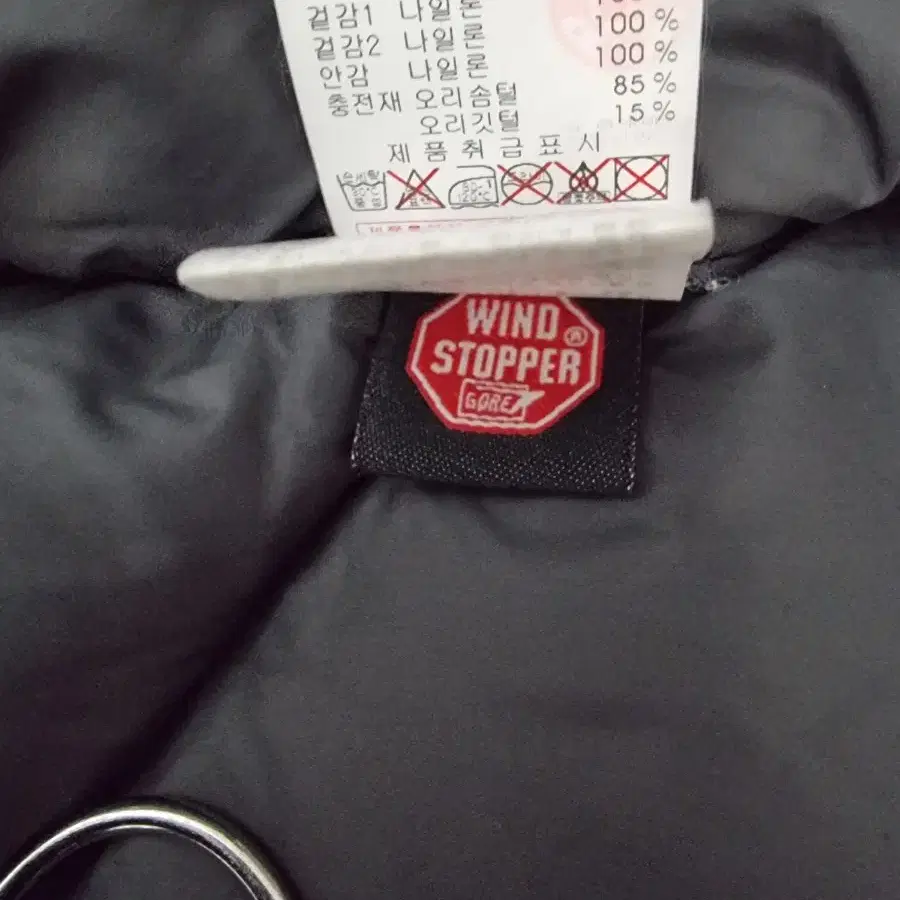 겉감1 나일론 100
겉감2 나일론 100 %
안감 나일론 100 %
충전재 오리솜털 85 %
오리깃털 15 %
제품취급표시
WIND
STOPPER ®
GORE